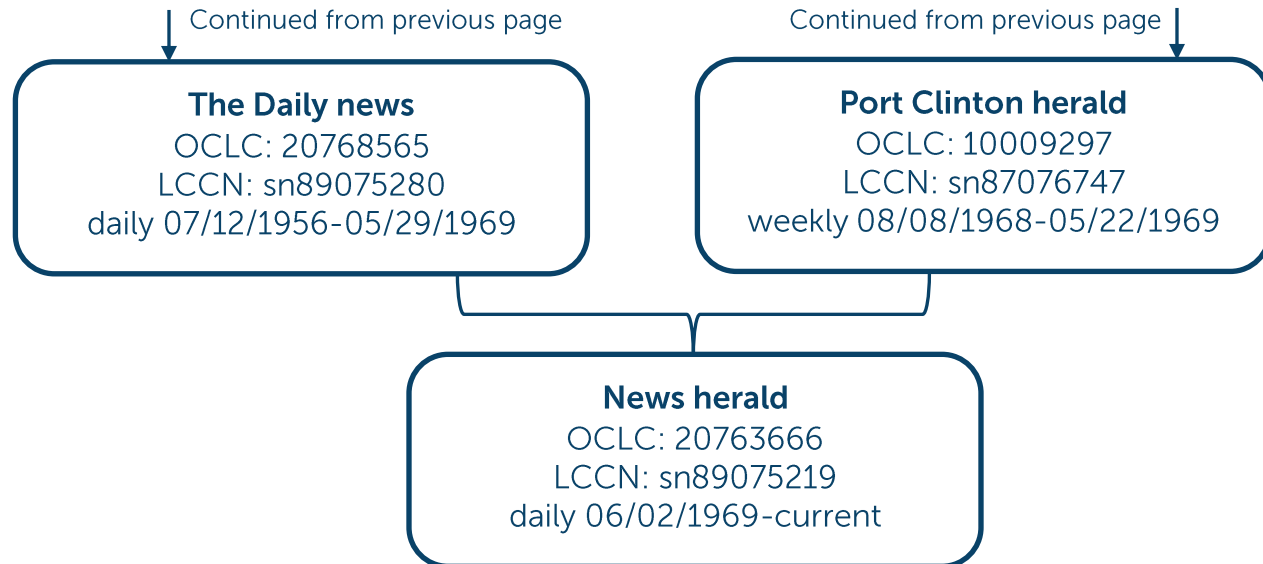 Continued from previous page
Continued from previous page
The Daily news
OCLC: 20768565
LCCN: sn89075280
daily 07/12/1956-05/29/1969
Port Clinton herald
OCLC: 10009297
LCCN: sn87076747
weekly 08/08/1968-05/22/1969
News herald
OCLC: 20763666
LCCN: sn89075219
daily 06/02/1969-current